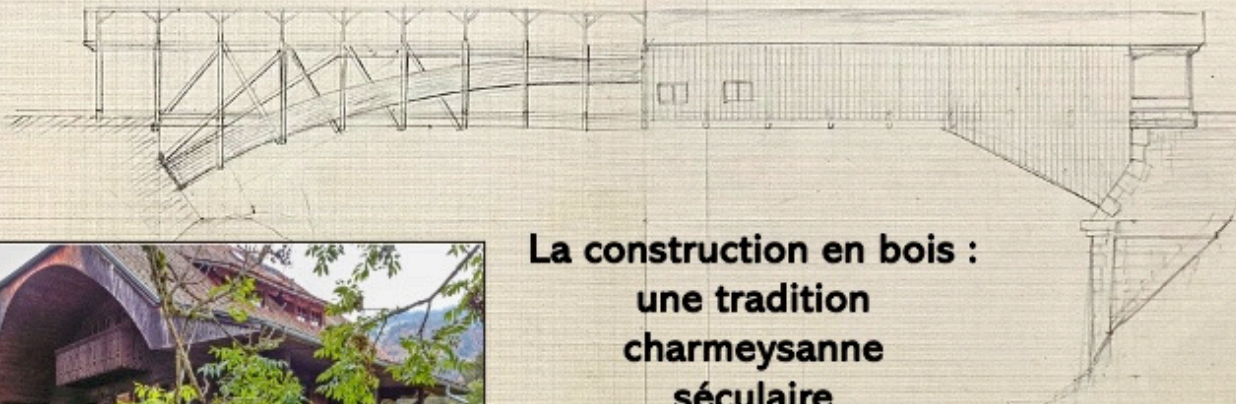 La construction en bois :
une tradition
charmeysanne
séculaire